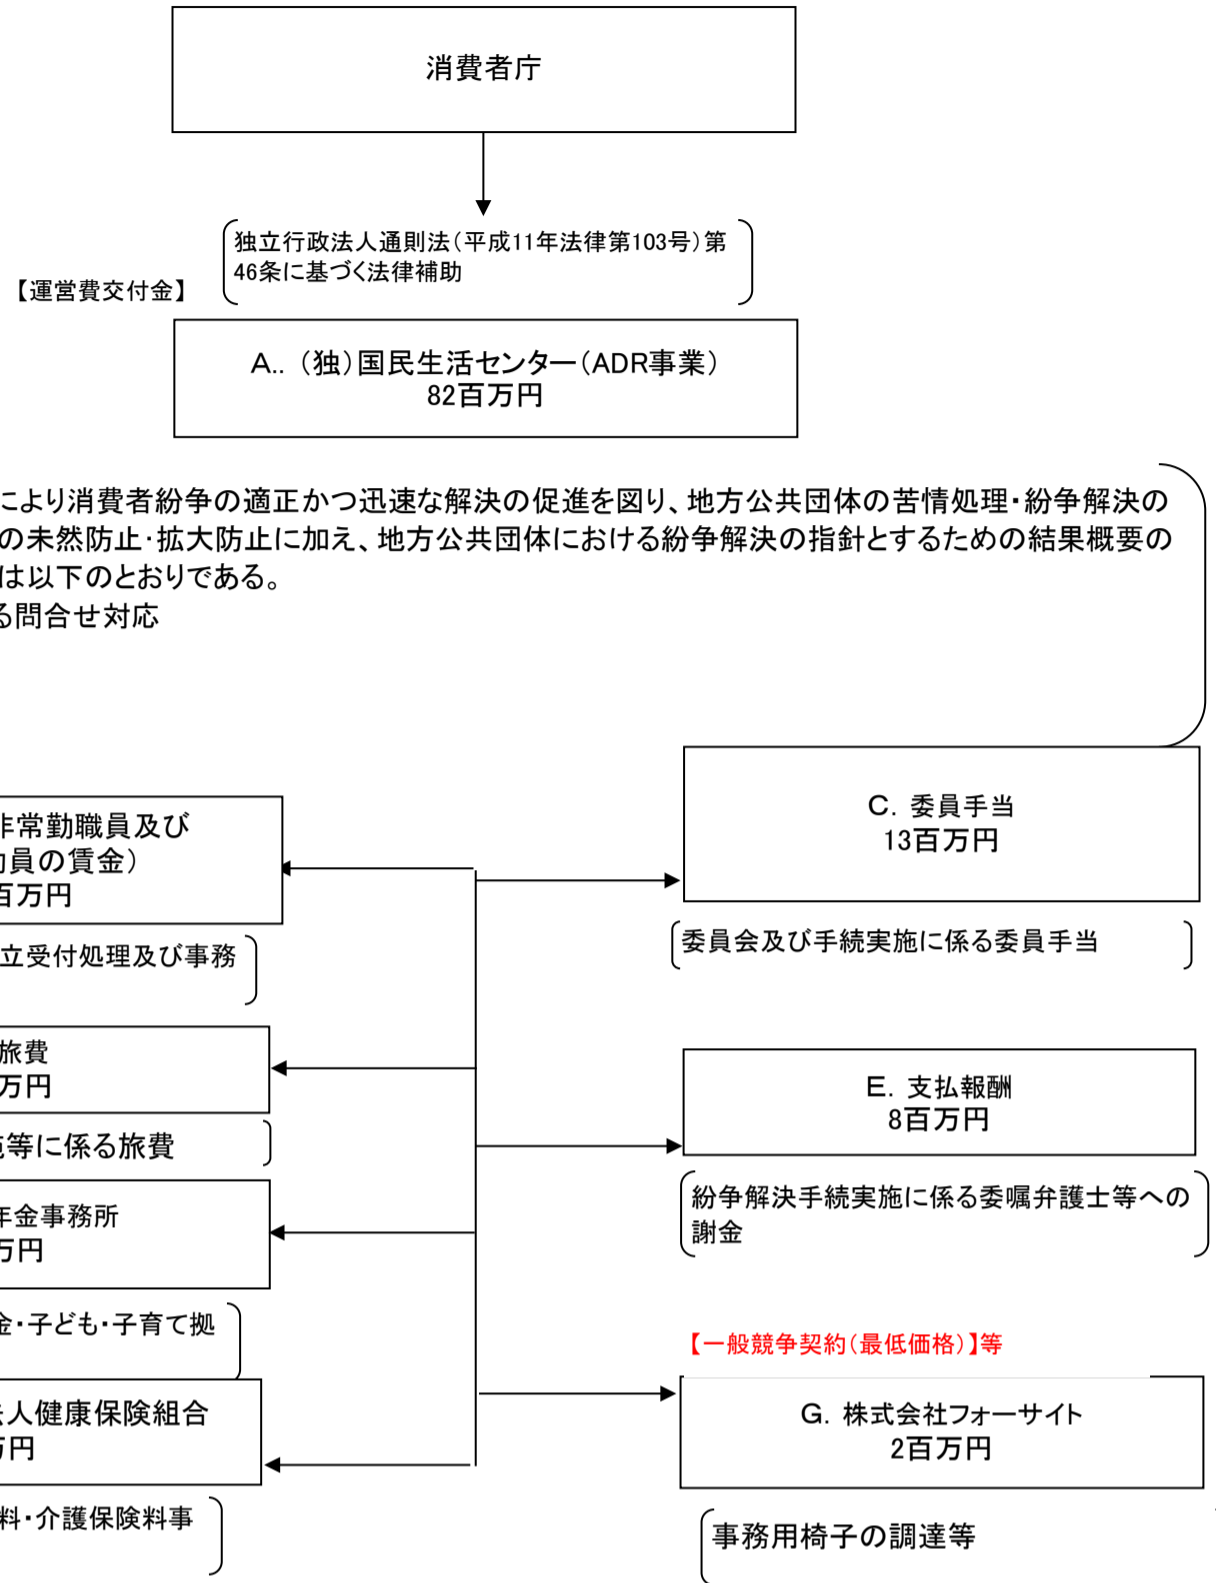 消費者庁
独立行政法人通則法(平成11年法律第103号)第
46条に基づく法律補助
【運営費交付金】
A.. (独)国民生活センター(ADR事業)
82百万円
により消費者紛争の適正かつ迅速な解決の促進を図り、地方公共団体の苦情処理・紛争解決の
の未然防止・拡大防止に加え、地方公共団体における紛争解決の指針とするための結果概要の
は以下のとおりである。
る問合せ対応
非常勤職員及び
員の賃金)
百万円
立受付処理及び事務
旅費
万円
等に係る旅費
年金事務所
万円
金・子ども・子育て拠
法人健康保険組合
万円
料・介護保険料事
C. 委員手当
13百万円
委員会及び手続実施に係る委員手当
E. 支払報酬
8百万円
紛争解決手続実施に係る委嘱弁護士等への
謝金
【一般競争契約(最低価格)】等
G. 株式会社フォーサイト
2百万円
事務用椅子の調達等